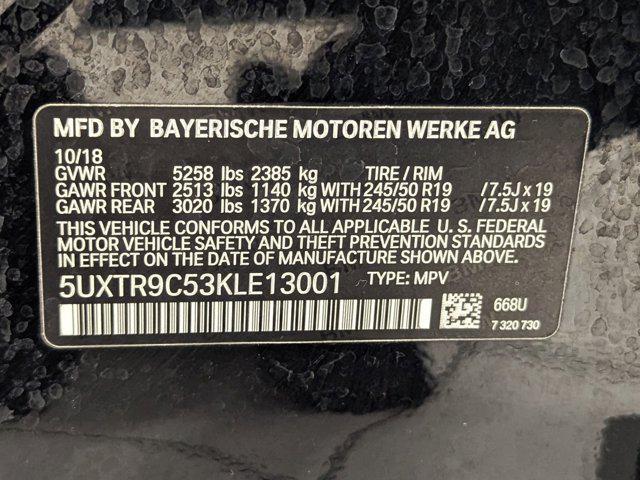 MFD BY BAYERISCHE MOTOREN WERKE AG
10/18
GVWR 5258 lbs 2385 kg TIRE / RIM
GAWR FRONT 2513 lbs 1140 kg WITH 245/50 R19 /7.5J x 19
GAWR REAR 3020 lbs 1370 kg WITH 245/50 R19 /7.5J x 19
THIS VEHICLE CONFORMS TO ALL APPLICABLE U. S. FEDERAL
MOTOR VEHICLE SAFETY AND THEFT PREVENTION
STANDARDS IN EFFECT ON THE DATE OF MANUFACTURE SHOWN ABOVE.
5UXTR9C53KLE13001 TYPE: MPV
668U
7 320 730